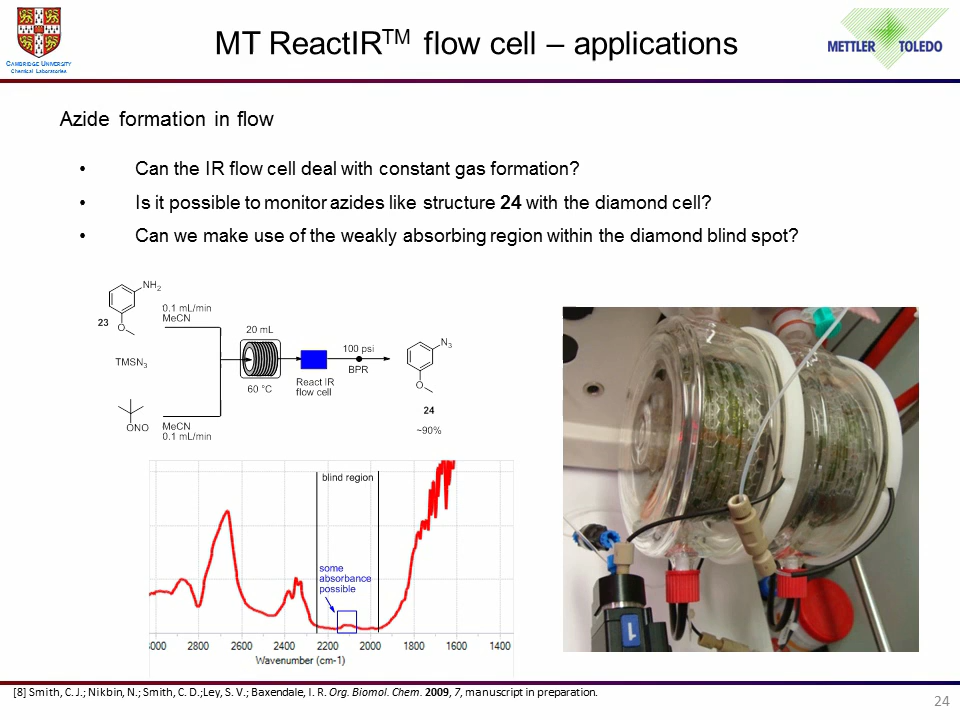 CAMBRIDGE UNIVERSITY
Chemical Laboratories
MT ReactIRTM flow cell – applications
METTLER TOLEDO
Azide formation in flow
• Can the IR flow cell deal with constant gas formation?
• Is it possible to monitor azides like structure 24 with the diamond cell?
• Can we make use of the weakly absorbing region within the diamond blind spot?
NH2
23
O
0.1 mL/min
MeCN
TMSN3
ONO
MeCN
0.1 mL/min
20 mL
60 °C
React IR
flow cell
100 psi
BPR
N3
O
24
~90%
blind region
some
absorbance
possible
3000 2800 2600 2400 2200 2000 1800 1600 1400
Wavenumber (cm-1)
1
[8] Smith, C. J.; Nikbin, N.; Smith, C. D.;Ley, S. V.; Baxendale, I. R. Org. Biomol. Chem. 2009, 7, manuscript in preparation.
24